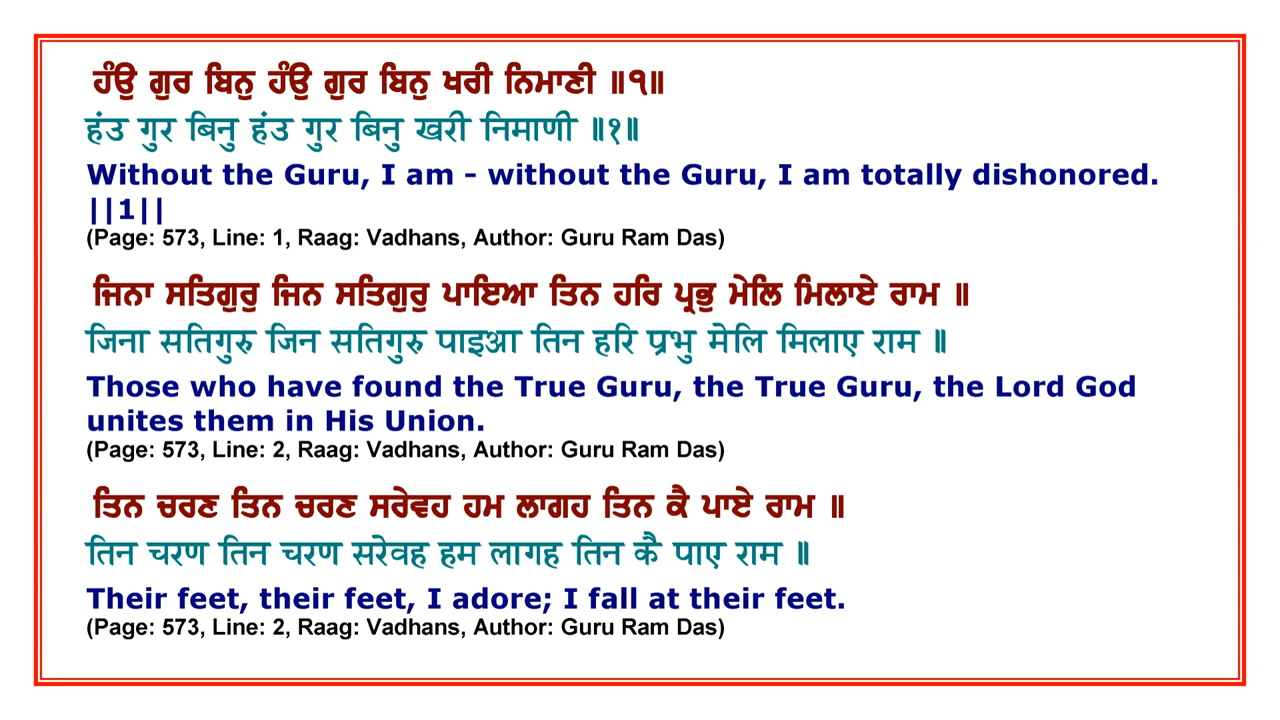 ਹੰਉ ਗੁਰ ਬਿਨੁ ਹੰਉ ਗੁਰ ਬਿਨੁ ਖਰੀ ਨਿਮਾਣੀ ॥੧॥
हंउ गुर बिनु हंउ गुर बिनु खरी निमाणी ॥१॥
Without the Guru, I am - without the Guru, I am totally dishonored.
||1||
(Page: 573, Line: 1, Raag: Vadhans, Author: Guru Ram Das)
ਜਿਨਾ ਸਤਿਗੁਰੁ ਜਿਨ ਸਤਿਗੁਰੁ ਪਾਇਆ ਤਿਨ ਹਰਿ ਪ੍ਰਭੁ ਮੇਲਿ ਮਿਲਾਏ ਰਾਮ ॥
जिना सतिगुरु जिन सतिगुरु पाइआ तिन हरि प्रभु मेलि मिलाए राम ॥
Those who have found the True Guru, the True Guru, the Lord God
unites them in His Union.
(Page: 573, Line: 2, Raag: Vadhans, Author: Guru Ram Das)
ਤਿਨ ਚਰਣ ਤਿਨ ਚਰਣ ਸਰੇਵਹ ਹਮ ਲਾਗਹ ਤਿਨ ਕੈ ਪਾਏ ਰਾਮ ॥
तिन चरण तिन चरण सरेवह हम लागह तिन कै पाए राम ॥
Their feet, their feet, I adore; I fall at their feet.
(Page: 573, Line: 2, Raag: Vadhans, Author: Guru Ram Das)